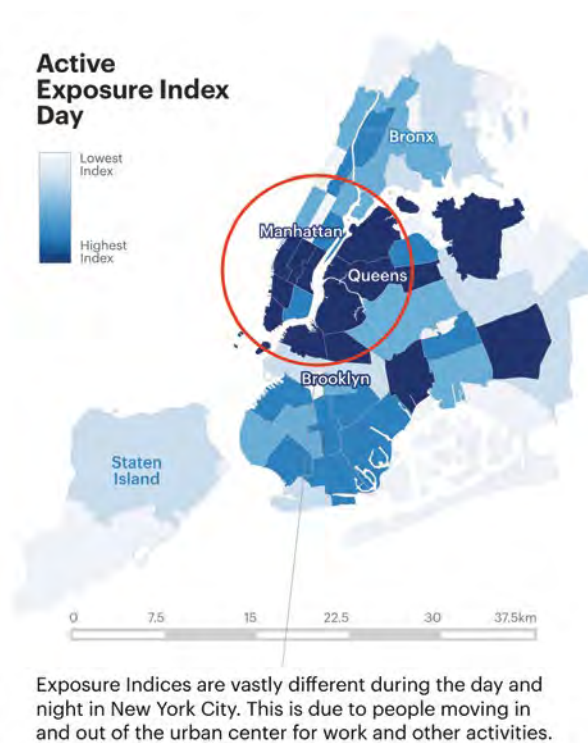 Active
Exposure Index
Day
Lowest
Index
Highest
Index
Bronx
Manhattan
Queens
Brooklyn
Staten
Island
0 7.5 15 22.5 30 37.5km
Exposure Indices are vastly different during the day and
night in New York City. This is due to people moving in
and out of the urban center for work and other activities.